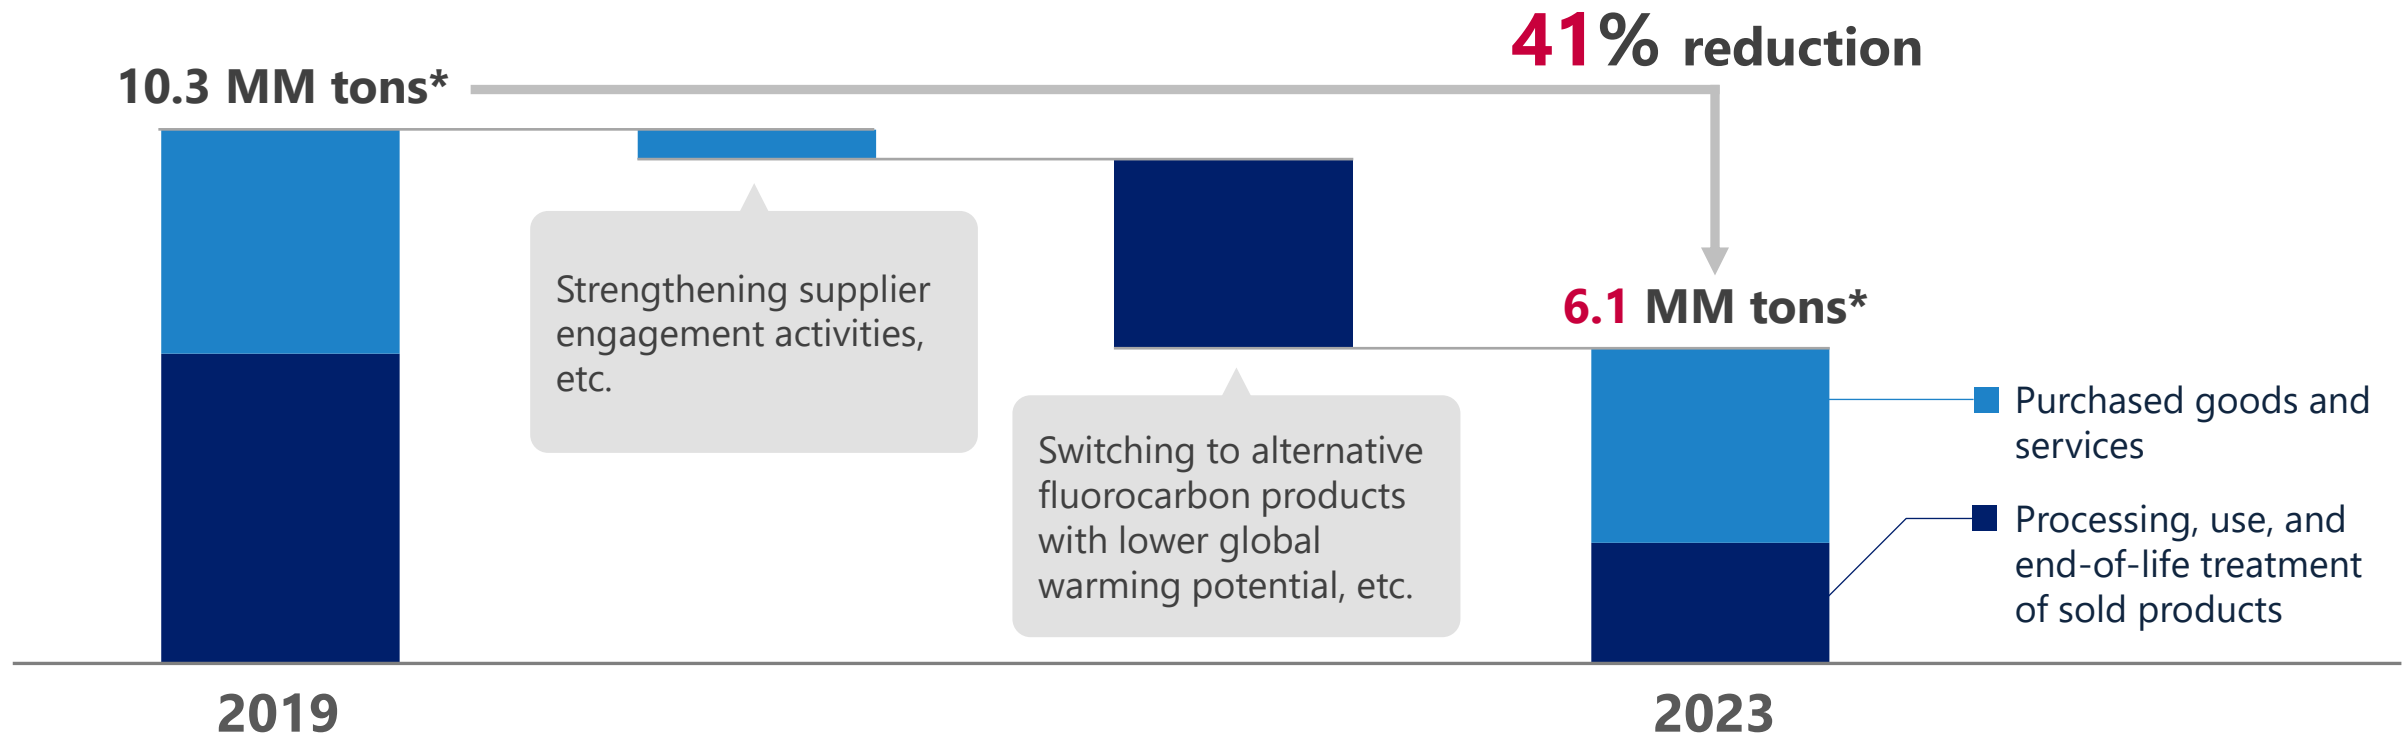 41% reduction
10.3 MM tons*
Strengthening supplier
engagement activities,
etc.
6.1 MM tons*
Switching to alternative
fluorocarbon products
with lower global
warming potential, etc.
Purchased goods and
services
Processing, use, and
end-of-life treatment
of sold products
2019
2023